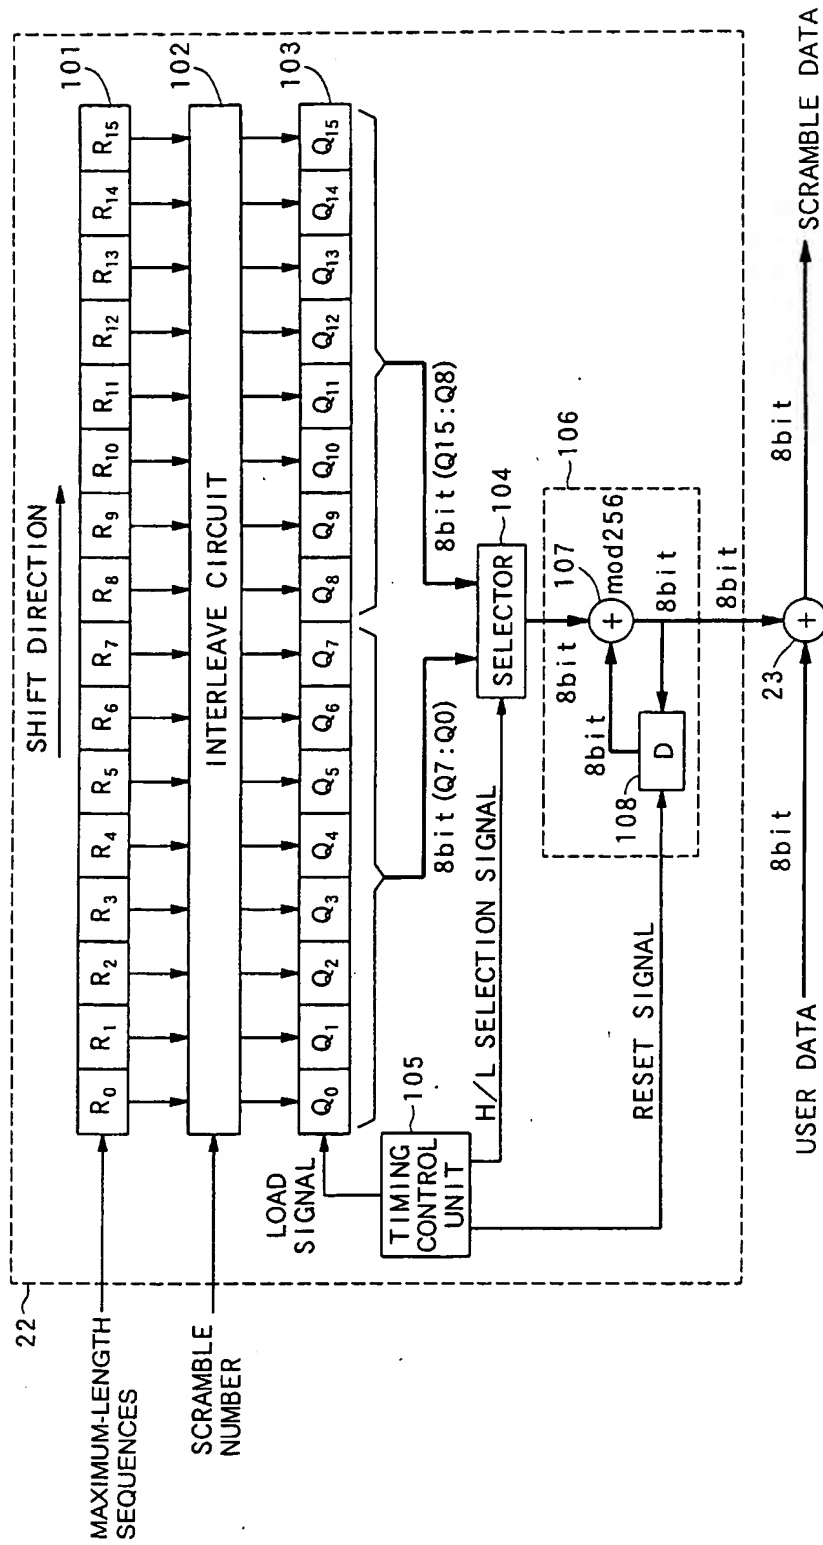 22
MAXIMUM-LENGTH
SEQUENCES
SCRAMBLE
NUMBER
SHIFT DIRECTION
R0 R1 R2 R3 R4 R5 R6 R7 R8 R9 R10 R11 R12 R13 R14 R15
101
INTERLEAVE CIRCUIT
102
LOAD
SIGNAL
Q0 Q1 Q2 Q3 Q4 Q5 Q6 Q7 Q8 Q9 Q10 Q11 Q12 Q13 Q14 Q15
103
TIMING
CONTROL
UNIT
105
8bit(Q7:Q0)
8bit(Q15:Q8)
H/L SELECTION SIGNAL
SELECTOR
104
8bit
106
107
+
mod256
8bit
8bit
D
108
RESET SIGNAL
8bit
USER DATA
8bit
23
+
8bit
SCRAMBLE DATA